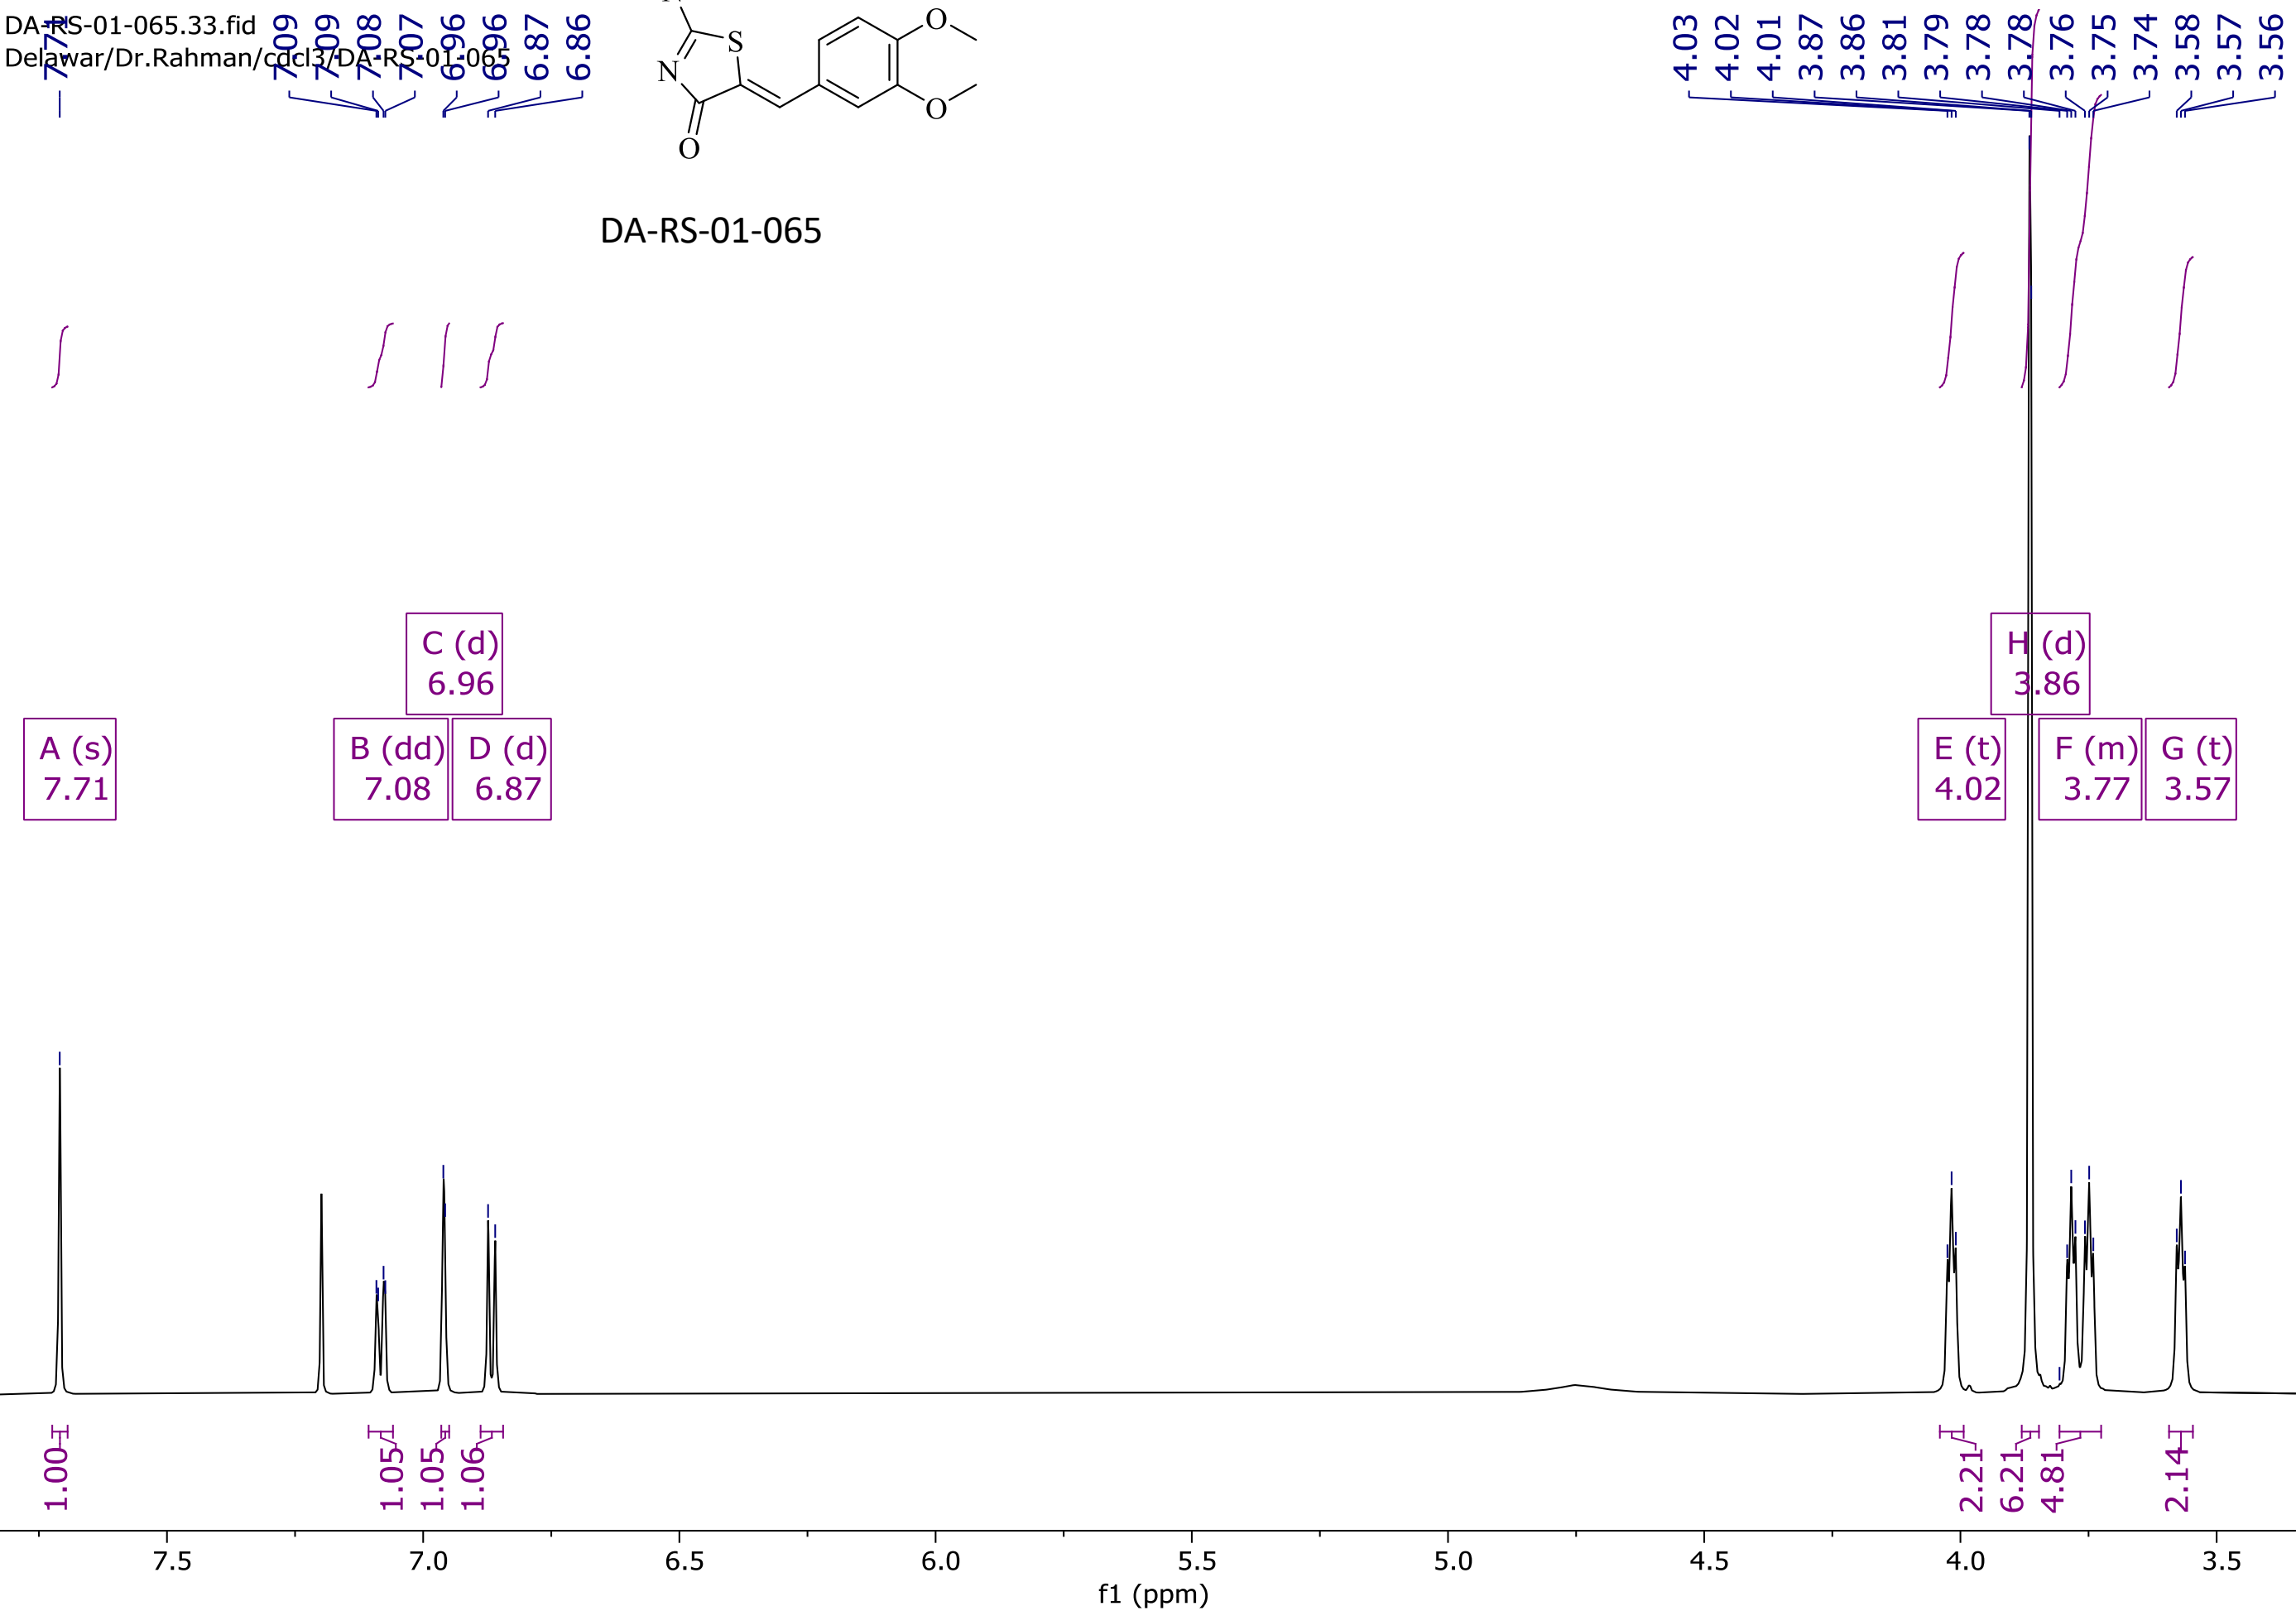 DA-RS-01-065.33.fid
Delawar/Dr.Rahman/cdcl3/DA-RS-01-065
7.71
7.09
7.09
7.08
7.07
6.96
6.96
6.87
6.86
4.03
4.02
4.01
3.87
3.86
3.81
3.79
3.78
3.78
3.76
3.75
3.74
3.58
3.57
3.56
S
N
O
O
O
DA-RS-01-065
C (d)
6.96
H (d)
3.86
A (s)
7.71
B (dd)
7.08
D (d)
6.87
E (t)
4.02
F (m)
3.77
G (t)
3.57
1.00
1.05
1.05
1.06
2.21
6.21
4.81
2.14
7.5 7.0 6.5 6.0 5.5 5.0 4.5 4.0 3.5
f1 (ppm)